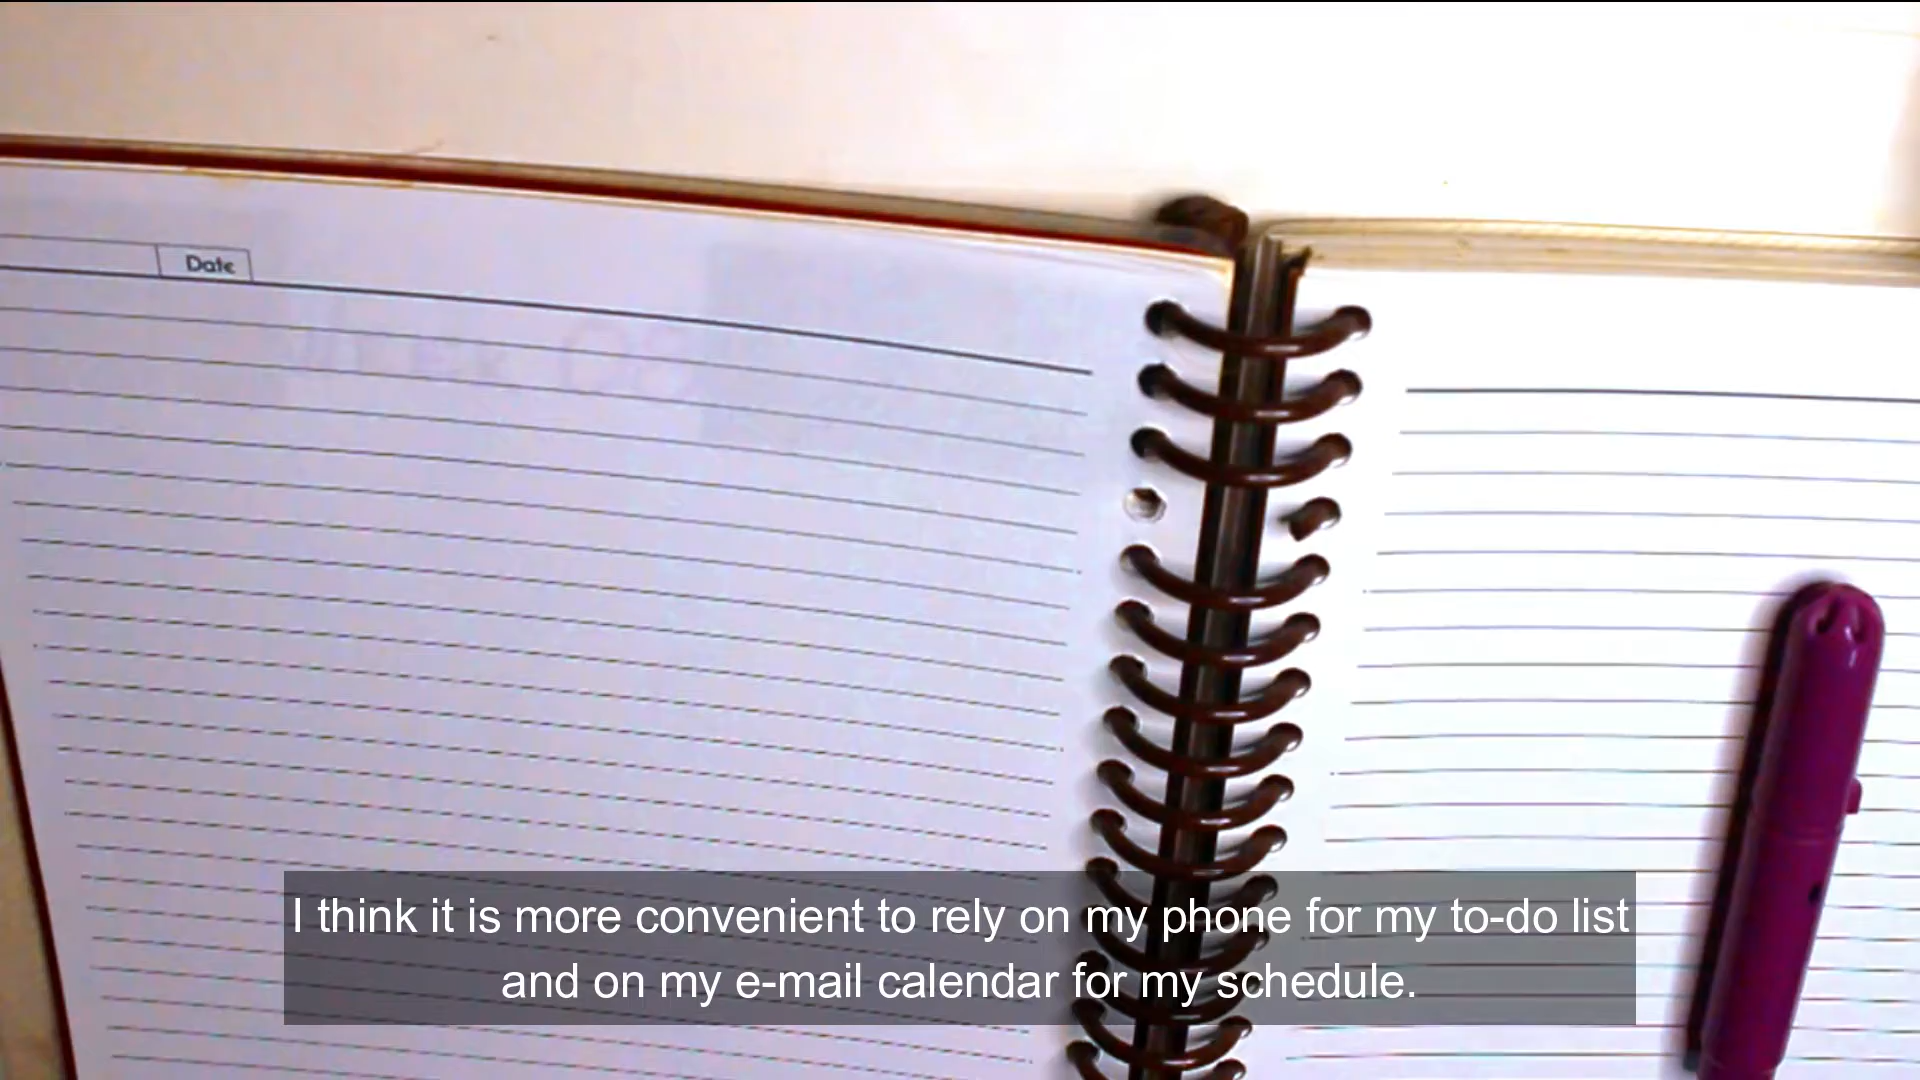 Date
I think it is more convenient to rely on my phone for my to-do list
and on my e-mail calendar for my schedule.